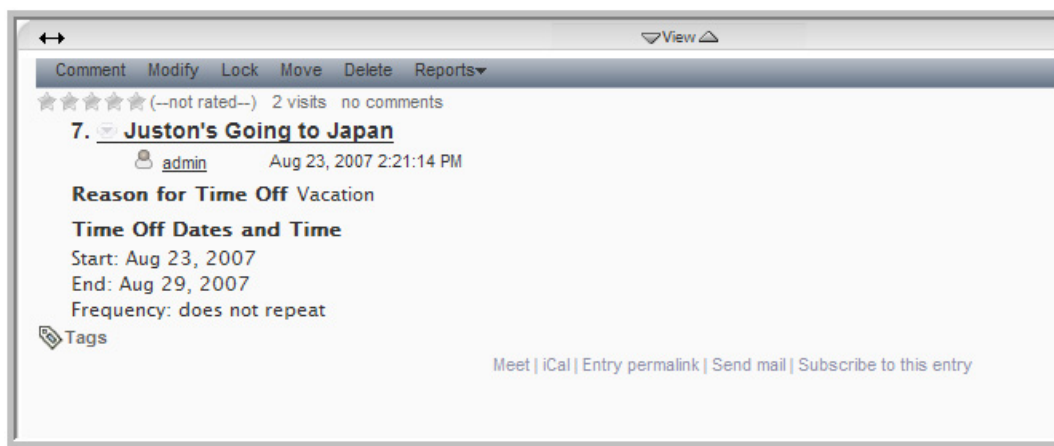 View
Comment Modify Lock Move Delete Reports
(--not rated--) 2 visits no comments
7. Juston's Going to Japan
admin Aug 23, 2007 2:21:14 PM
Reason for Time Off Vacation
Time Off Dates and Time
Start: Aug 23, 2007
End: Aug 29, 2007
Frequency: does not repeat
Tags
Meet | iCal | Entry permalink | Send mail | Subscribe to this entry